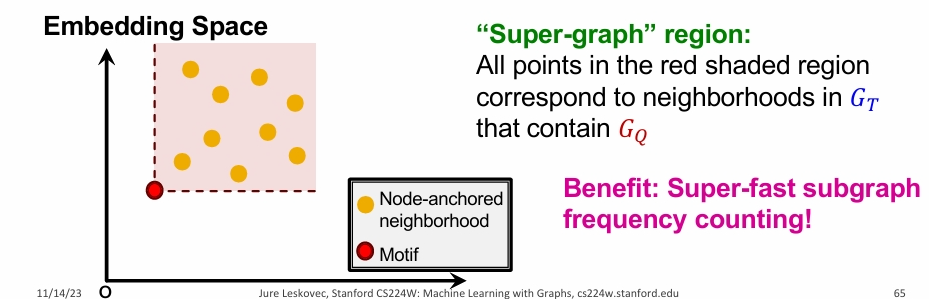 Embedding Space
“Super-graph” region:
All points in the red shaded region
correspond to neighborhoods in G_T
that contain G_Q
Benefit: Super-fast subgraph
frequency counting!
Node-anchored
neighborhood
Motif
O
11/14/23
Jure Leskovec, Stanford CS224W: Machine Learning with Graphs, cs224w.stanford.edu
65